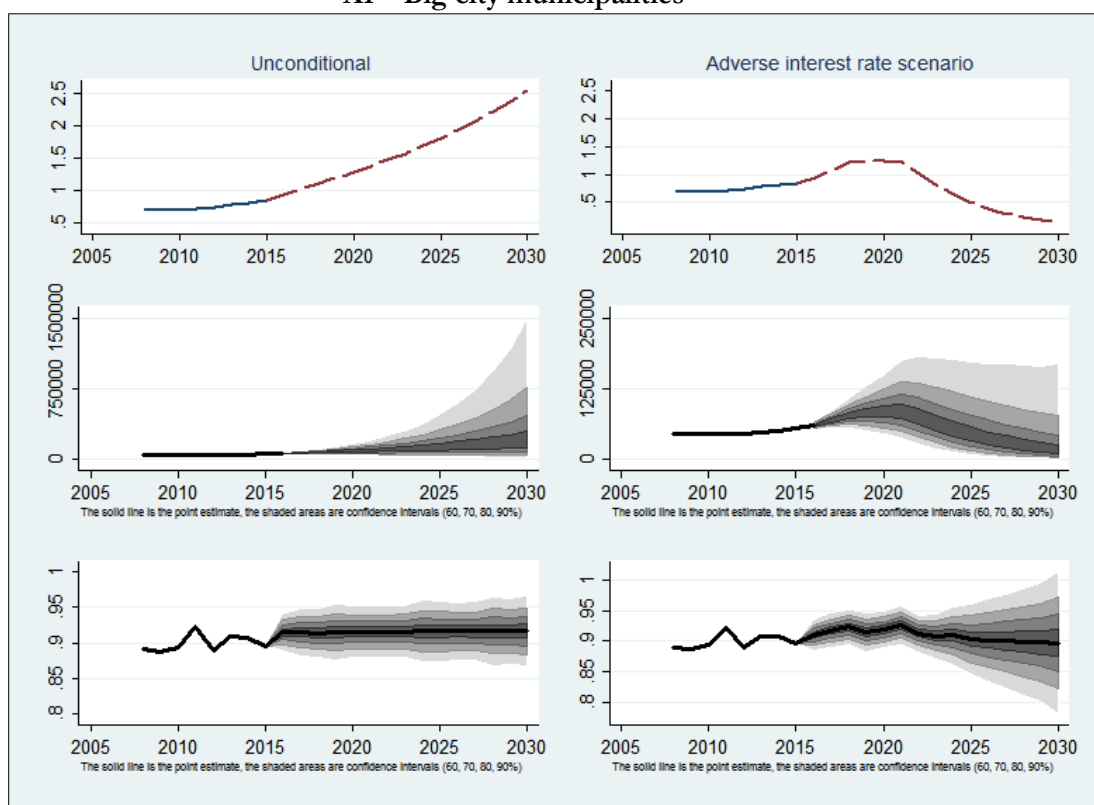 A1 – Big-city municipalities
Unconditional
Adverse interest rate scenario
2.5
2
1.5
1
.5
2005 2010 2015 2020 2025 2030
2.5
2
1.5
1
.5
2005 2010 2015 2020 2025 2030
1500000
750000
0
2005 2010 2015 2020 2025 2030
The solid line is the point estimate, the shaded areas are confidence intervals (60, 70, 80, 90%)
250000
125000
0
2005 2010 2015 2020 2025 2030
The solid line is the point estimate, the shaded areas are confidence intervals (60, 70, 80, 90%)
1
.95
.9
.85
.8
2005 2010 2015 2020 2025 2030
The solid line is the point estimate, the shaded areas are confidence intervals (60, 70, 80, 90%)
1
.95
.9
.85
.8
2005 2010 2015 2020 2025 2030
The solid line is the point estimate, the shaded areas are confidence intervals (60, 70, 80, 90%)